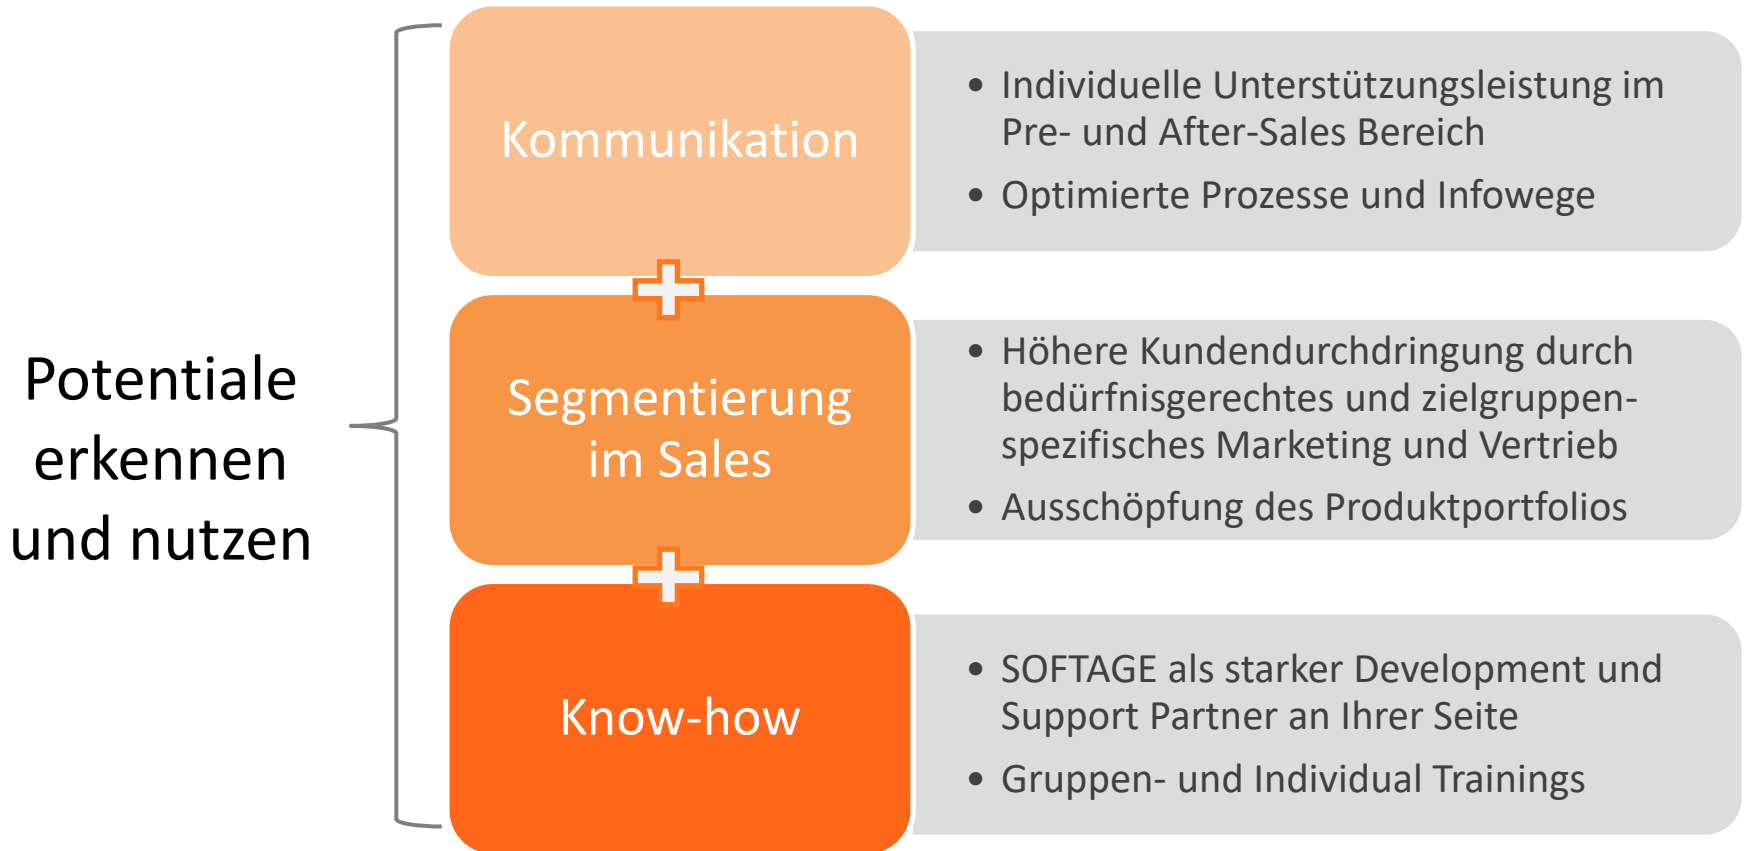 Potentiale
erkennen
und nutzen
Kommunikation
• Individuelle Unterstützungsleistung im
Pre- und After-Sales Bereich
• Optimierte Prozesse und Infowege
Segmentierung
im Sales
• Höhere Kundendurchdringung durch
bedürfnisgerechtes und zielgruppen-
spezifisches Marketing und Vertrieb
• Ausschöpfung des Produktportfolios
Know-how
• SOFTAGE als starker Development und
Support Partner an Ihrer Seite
• Gruppen- und Individual Trainings